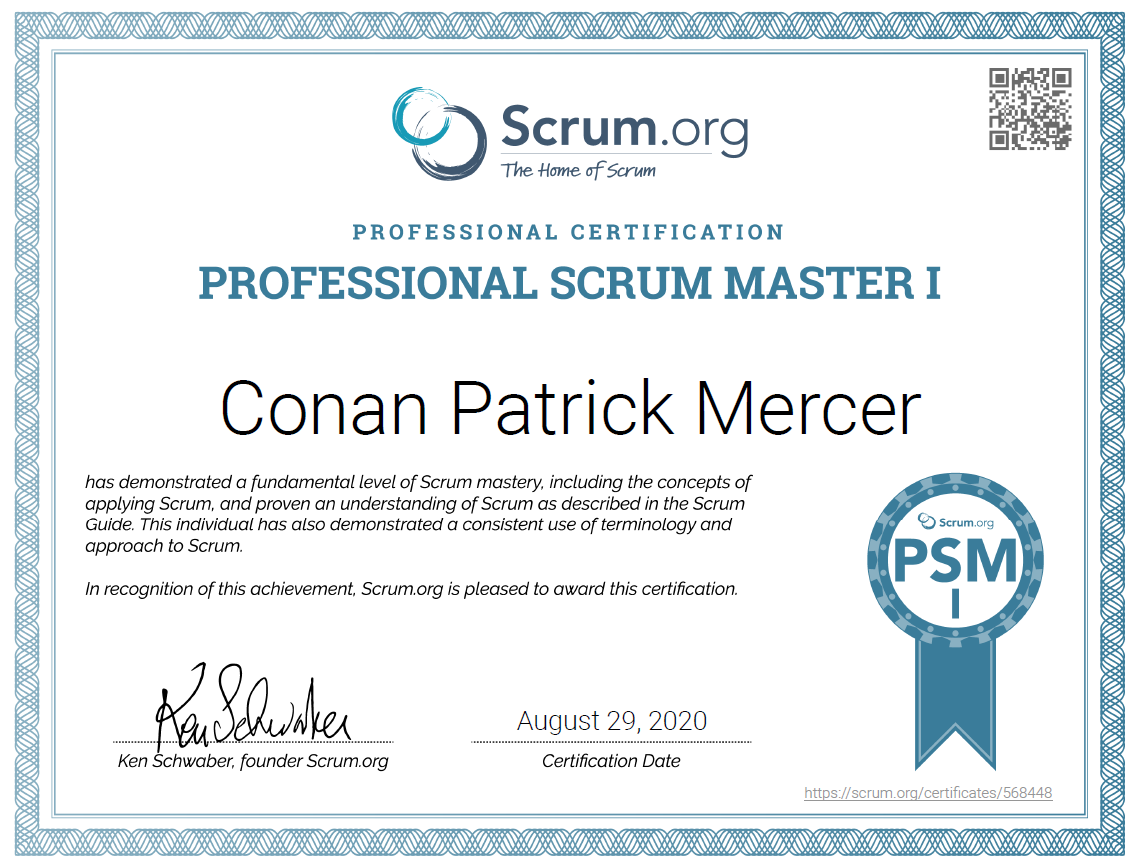 Scrum.org
The Home of Scrum
PROFESSIONAL CERTIFICATION
PROFESSIONAL SCRUM MASTER I
Conan Patrick Mercer
has demonstrated a fundamental level of Scrum mastery, including the concepts of
applying Scrum, and proven an understanding of Scrum as described in the Scrum
Guide. This individual has also demonstrated a consistent use of terminology and
approach to Scrum.
In recognition of this achievement, Scrum.org is pleased to award this certification.
Scrum.org
PSM
I
Ken Schwaber
August 29, 2020
Ken Schwaber, founder Scrum.org
Certification Date
https://scrum.org/certificates/568448